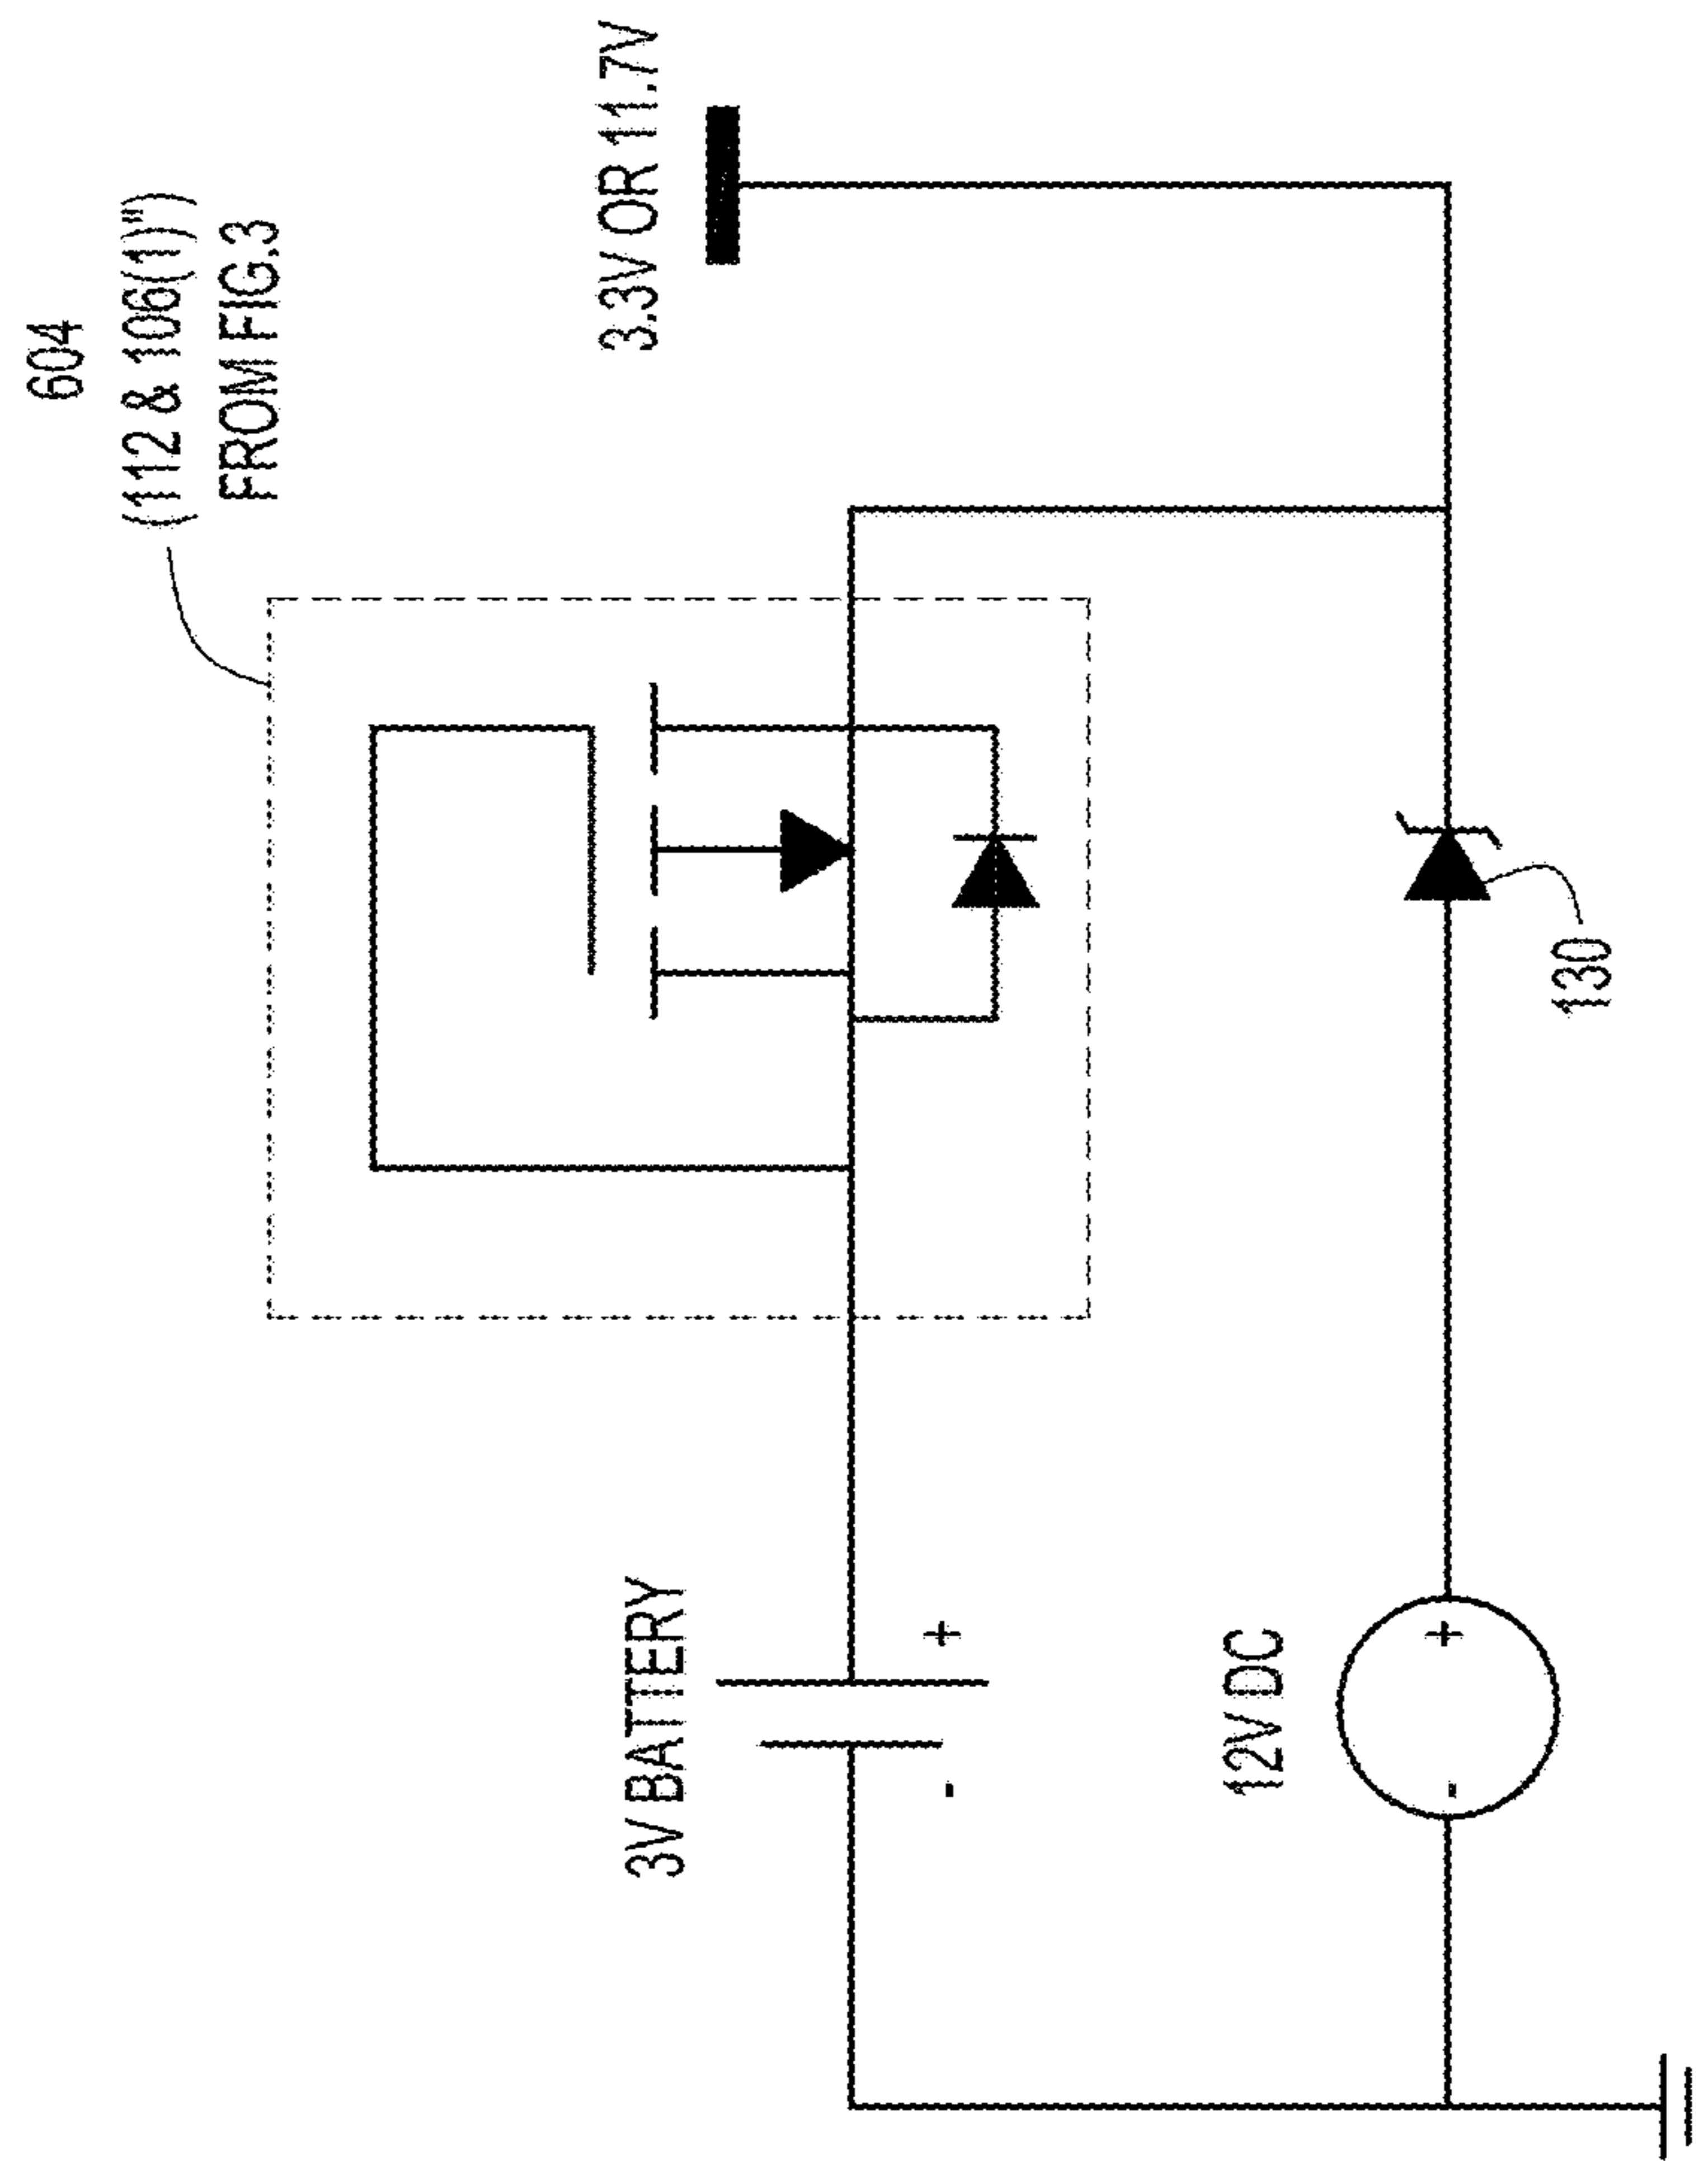 604
(112 & 106(1)")
FROM FIG.3
3.3V OR 11.7V
3V BATTERY
+
-
12V DC
+
-
130